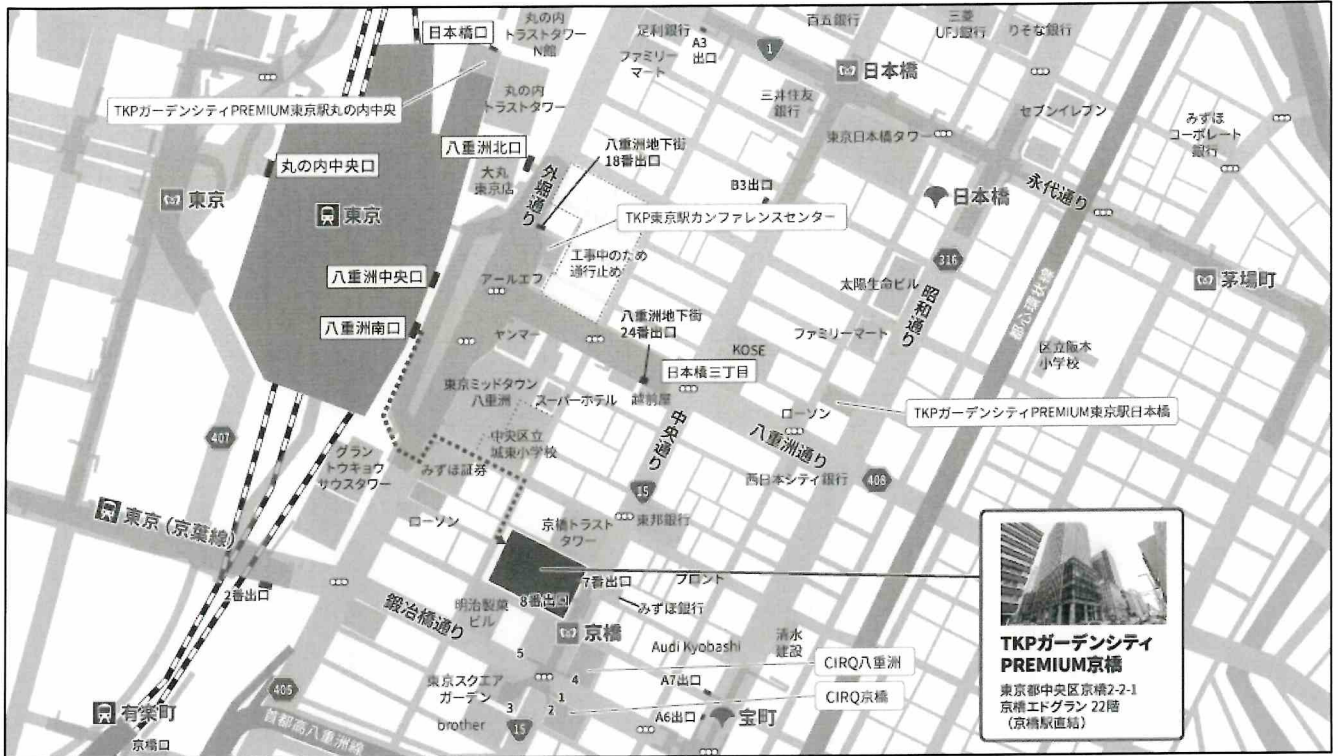 日本橋口
丸の内
トラストタワー
N館
足利銀行
A3
出口
ファミリー
マート
1
百五銀行
三菱
UFJ銀行
りそな銀行
日本橋
TKPガーデンシティPREMIUM東京駅丸の内中央
丸の内
トラストタワー
三井住友
銀行
セブンイレブン
みずほ
コーポレート
銀行
東京日本橋タワー
丸の内中央口
八重洲北口
八重洲地下街
18番出口
大丸
東京店
外堀通り
B3出口
日本橋
永代通り
東京
東京
TKP東京駅カンファレンスセンター
工事中のため
通行止め
316
八重洲中央口
アールエフ
太陽生命ビル
昭和通り
都心環状線
茅場町
八重洲南口
ヤンマー
八重洲地下街
24番出口
ファミリーマート
KOSE
区立阪本
小学校
日本橋三丁目
東京ミッドタウン
八重洲
スーパーホテル
越前屋
中央通り
ローソン
TKPガーデンシティPREMIUM東京駅日本橋
八重洲通り
407
グラン
トウキョウ
サウスタワー
みずほ証券
中央区立
城東小学校
西日本シティ銀行
408
15
東京(京葉線)
ローソン
京橋トラスト
タワー
東邦銀行
2番出口
鍛冶橋通り
明治製菓
ビル
8番出口
7番出口
フロント
みずほ銀行
京橋
TKPガーデンシティ
PREMIUM京橋
東京都中央区京橋2-2-1
京橋エドグラン 22階
(京橋駅直結)
Audi Kyobashi
清水
建設
5
4
CIRQ八重洲
405
東京スクエア
ガーデン
1
A7出口
CIRQ京橋
有楽町
京橋口
首都高八重洲線
brother
3
2
15
A6出口
宝町